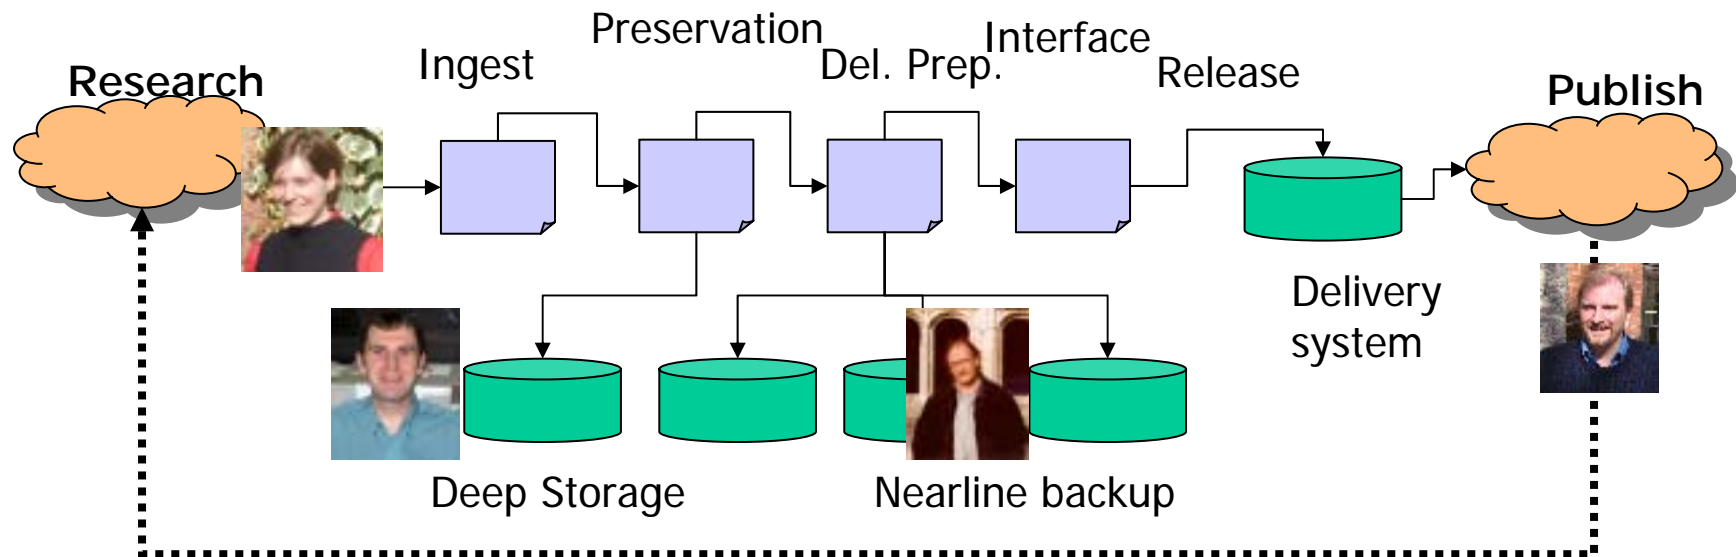 Research
Ingest
Preservation
Del. Prep.
Interface
Release
Publish
Delivery
system
Deep Storage
Nearline backup